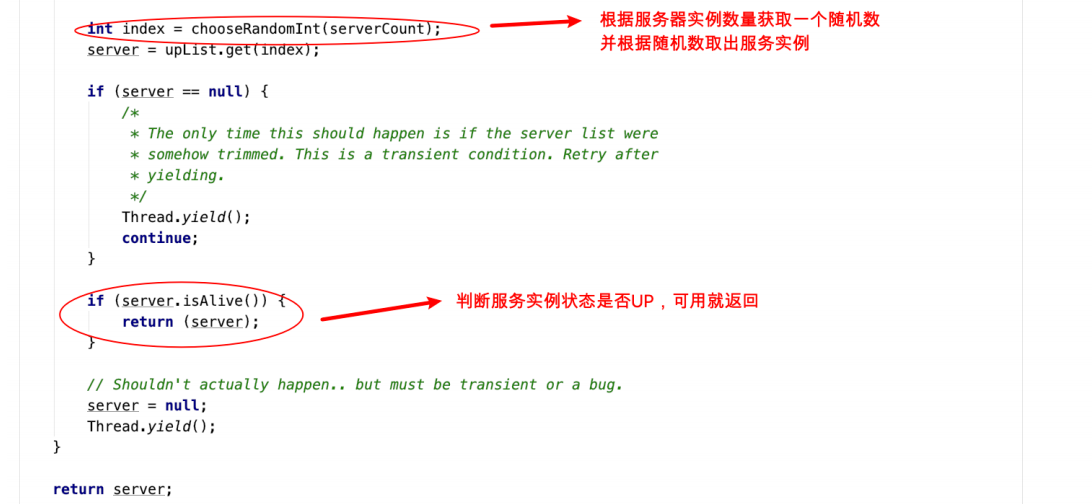 int index = chooseRandomInt(serverCount);
根据服务器实例数量获取一个随机数
server = upList.get(index);
并根据随机数取出服务实例
if (server == null) {
/*
* The only time this should happen is if the server list were
* somehow trimmed. This is a transient condition. Retry after
* yielding.
*/
Thread.yield();
continue;
}
if (server.isAlive()) {
判断服务实例状态是否UP，可用就返回
return (server);
}
// Shouldn't actually happen.. but must be transient or a bug.
server = null;
Thread.yield();
}
return server;